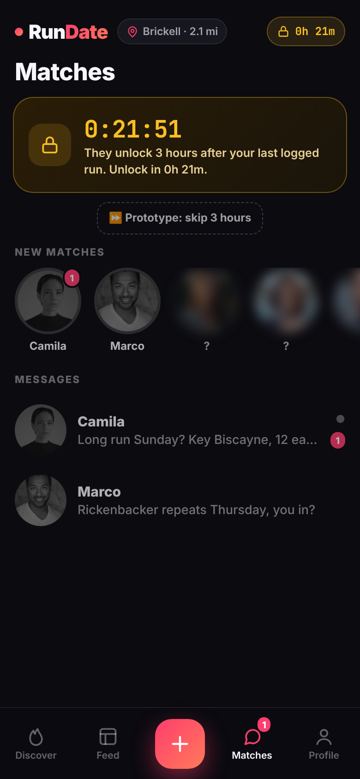 RunDate
Brickell · 2.1 mi
0h 21m
Matches
0:21:51
They unlock 3 hours after your last logged
run. Unlock in 0h 21m.
⏩ Prototype: skip 3 hours
NEW MATCHES
1
Camila
Marco
?
?
MESSAGES
Camila
Long run Sunday? Key Biscayne, 12 ea...
1
Marco
Rickenbacker repeats Thursday, you in?
1
Discover
Feed
+
Matches
Profile